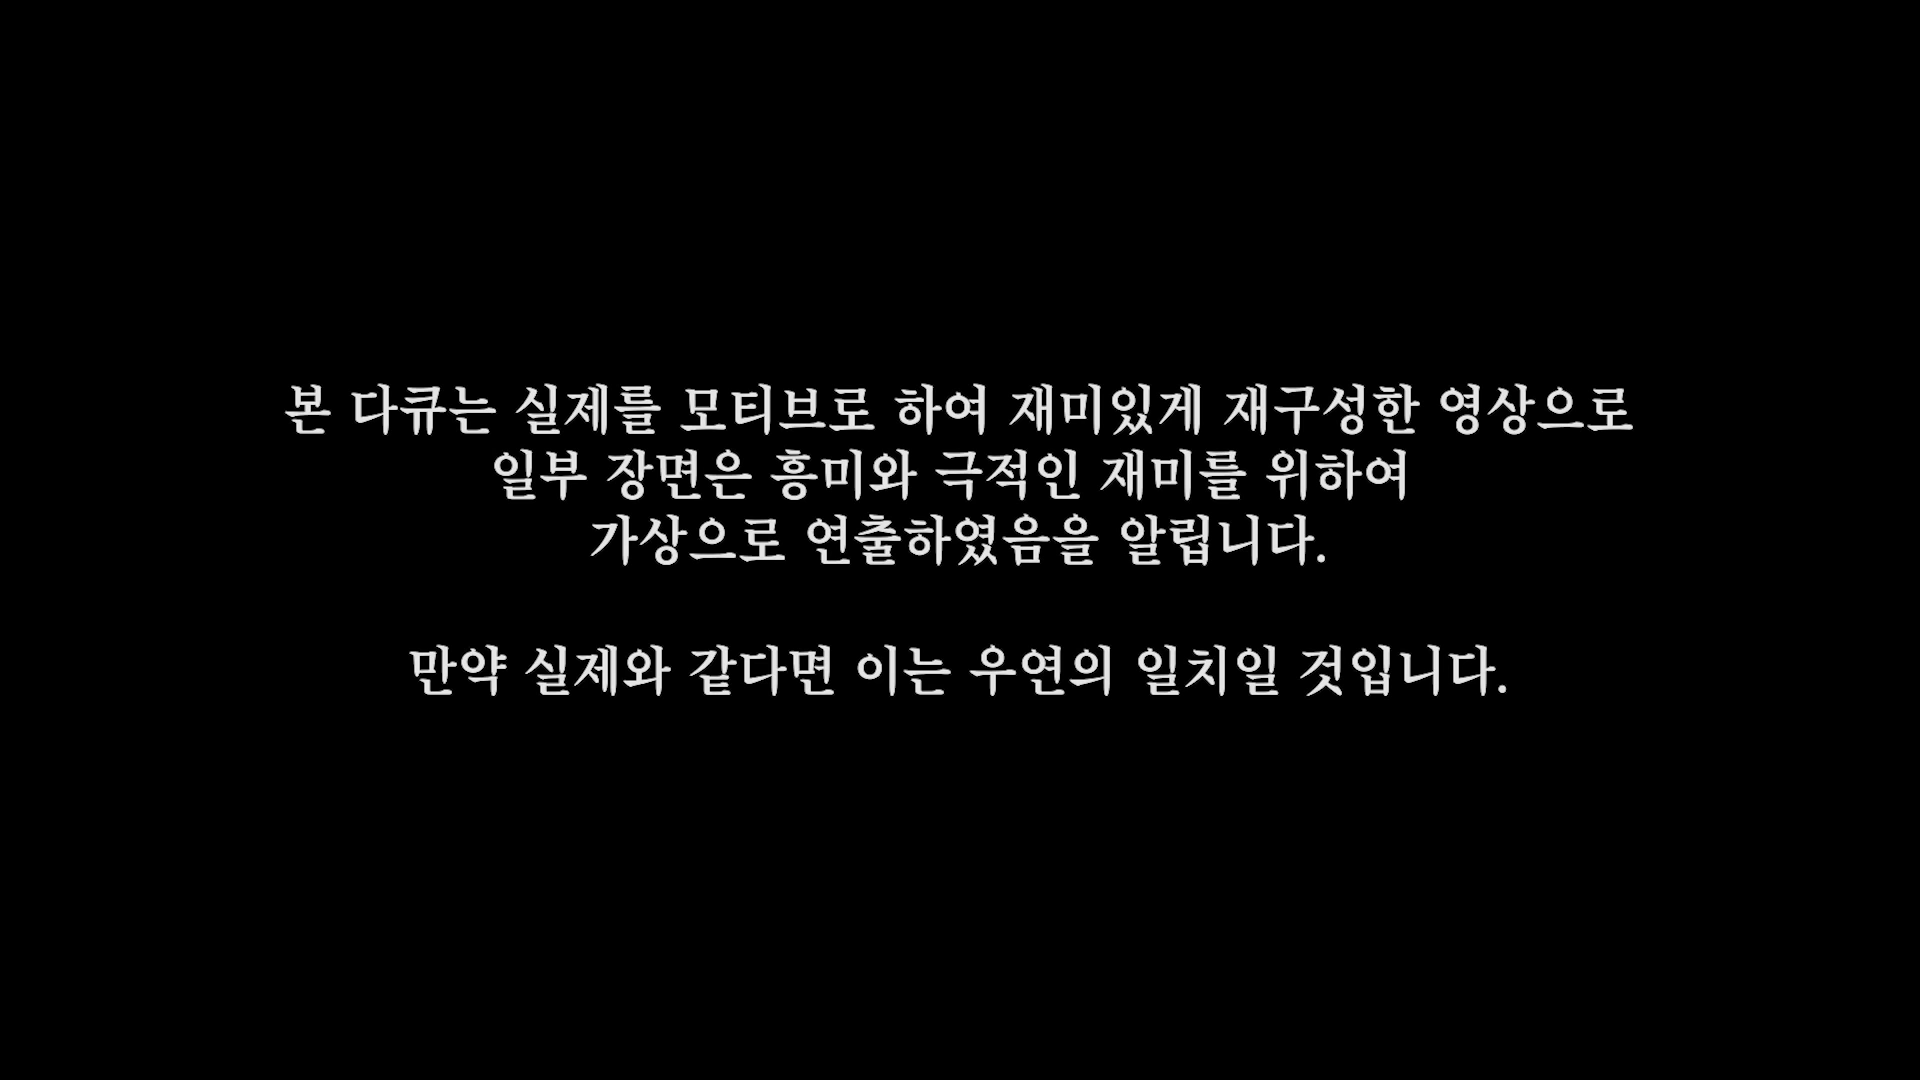 본 다큐는 실제를 모티브로 하여 재미있게 재구성한 영상으로
일부 장면은 흥미와 극적인 재미를 위하여
가상으로 연출하였음을 알립니다.
만약 실제와 같다면 이는 우연의 일치일 것입니다.